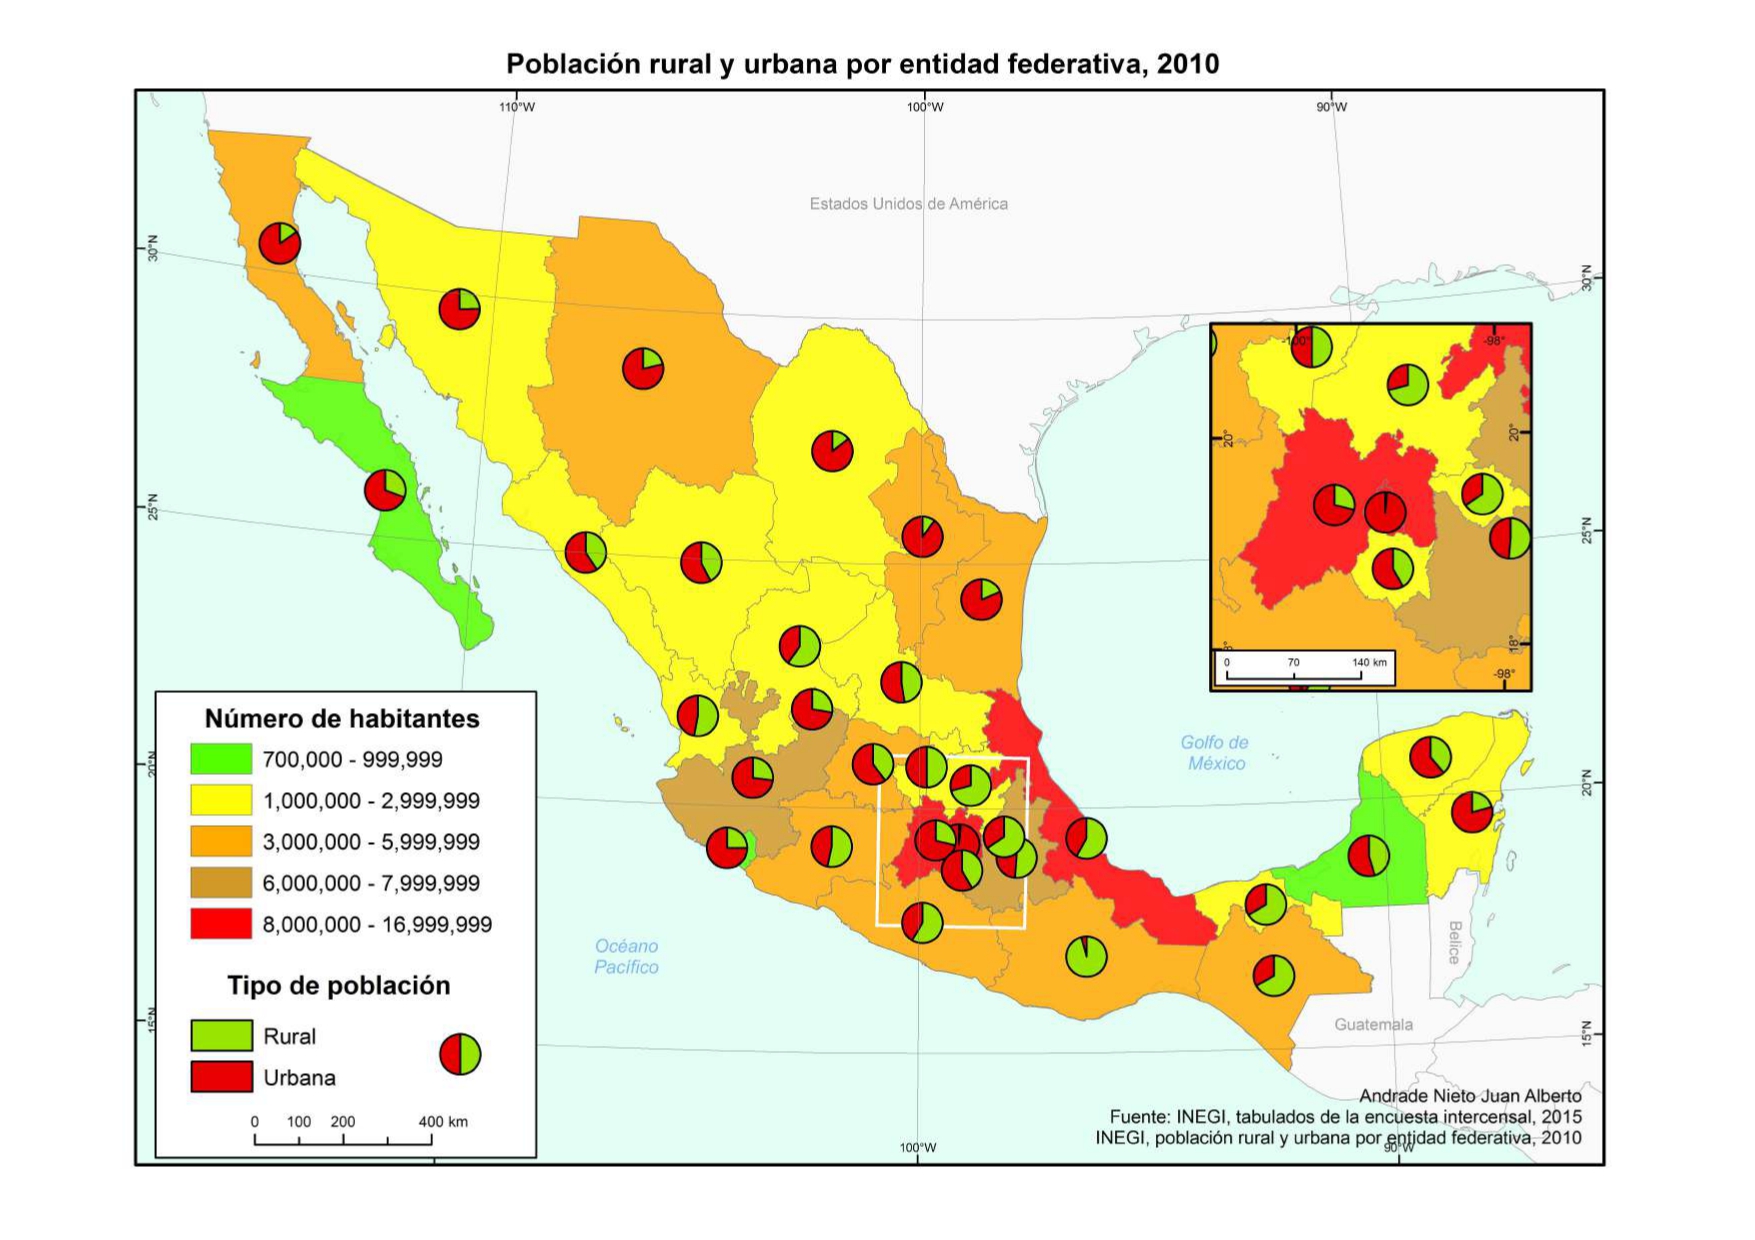 Población rural y urbana por entidad federativa, 2010
110°W
100°W
90°W
Estados Unidos de América
30°N
30°N
-100°
-98°
20°
20°
18°
-98°
0 70 140 km
25°N
25°N
Golfo de
México
20°N
20°N
Número de habitantes
700,000 - 999,999
1,000,000 - 2,999,999
3,000,000 - 5,999,999
6,000,000 - 7,999,999
8,000,000 - 16,999,999
Océano
Pacífico
Belice
Tipo de población
Rural
Urbana
0 100 200 400 km
15°N
15°N
Guatemala
Andrade Nieto Juan Alberto
Fuente: INEGI, tabulados de la encuesta intercensal, 2015
INEGI, población rural y urbana por entidad federativa, 2010
100°W
90°W